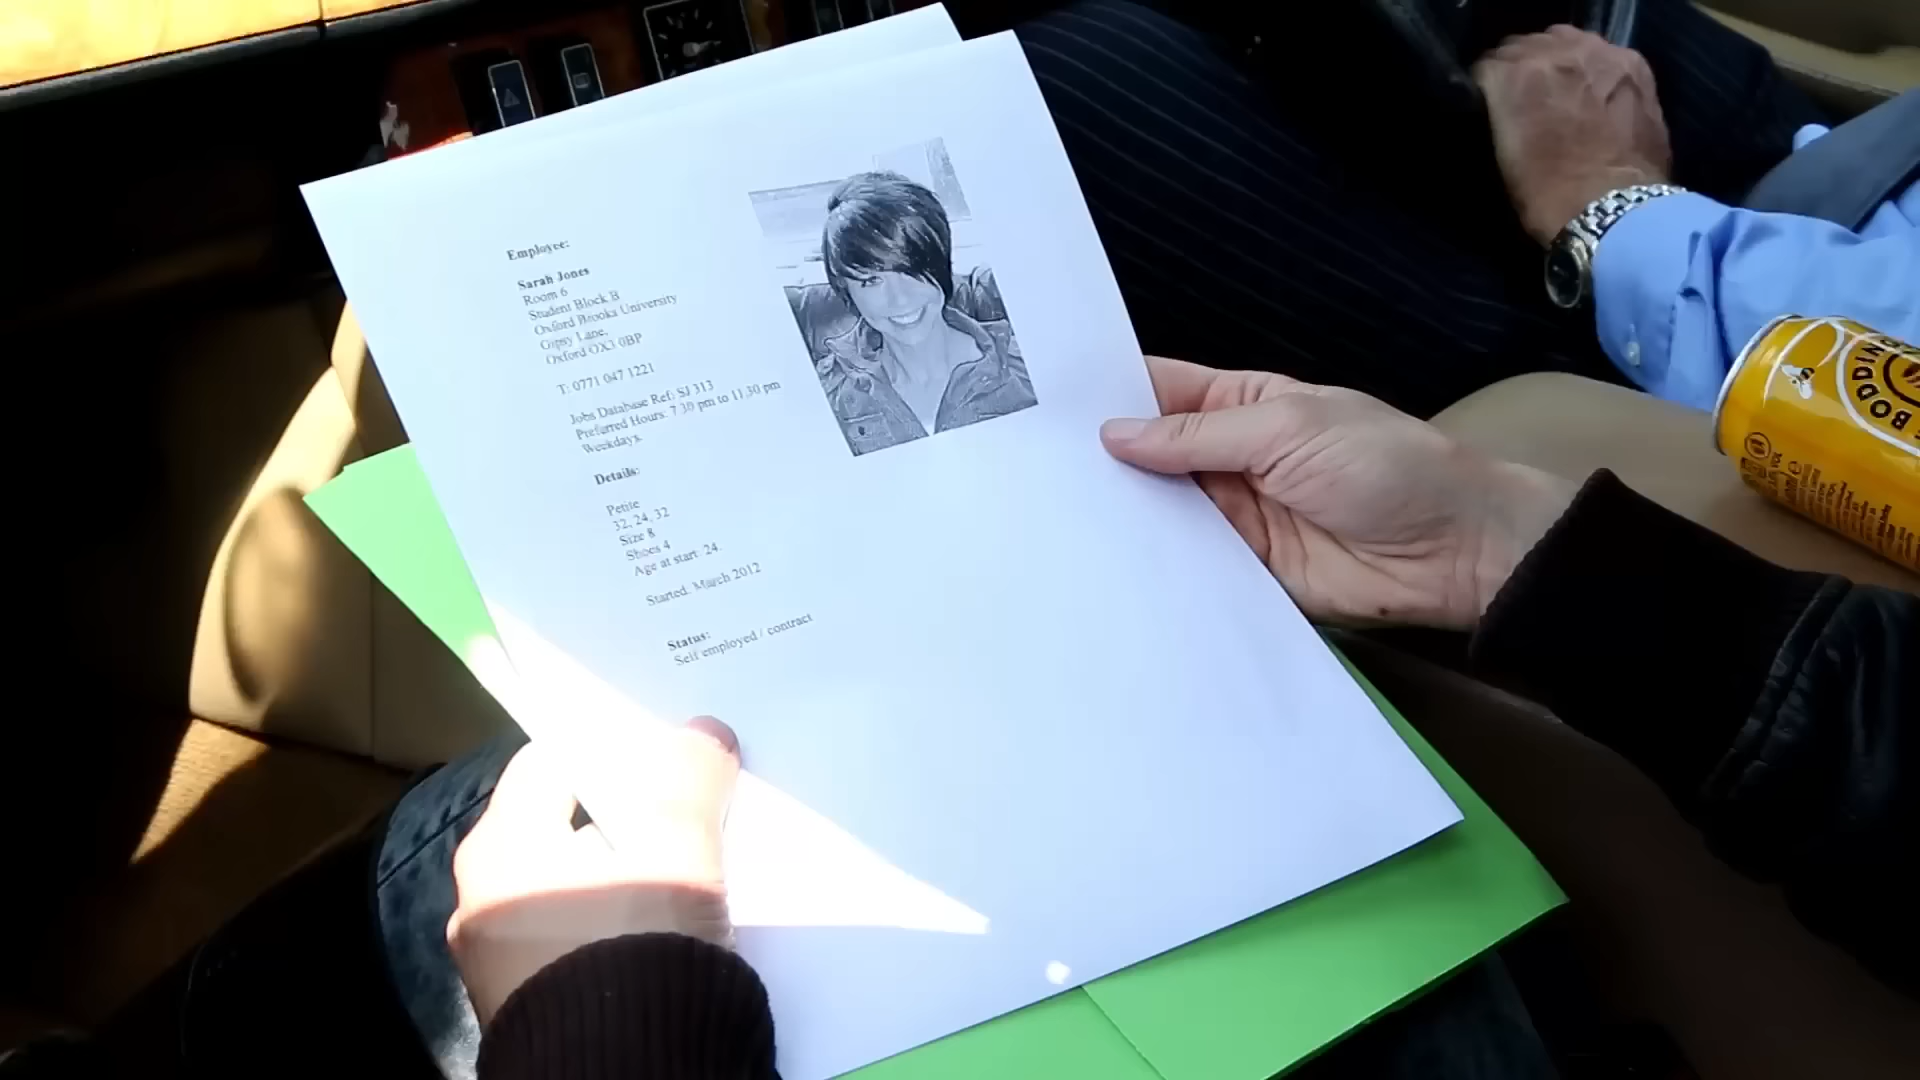 Employee:
Sarah Jones
Room 6
Student Block B
Oxford Brooks University
Gipsy Lane,
Oxford OX3 0BP
T: 0771 047 1221
Jobs Database Ref: SJ 313
Preferred Hours: 7.30 pm to 11.30 pm
Weekdays.
Details:
Petite
32, 24, 32
Size 8
Shoes 4
Age at start: 24.
Started: March 2012
Status:
Self employed / contract
BODDING